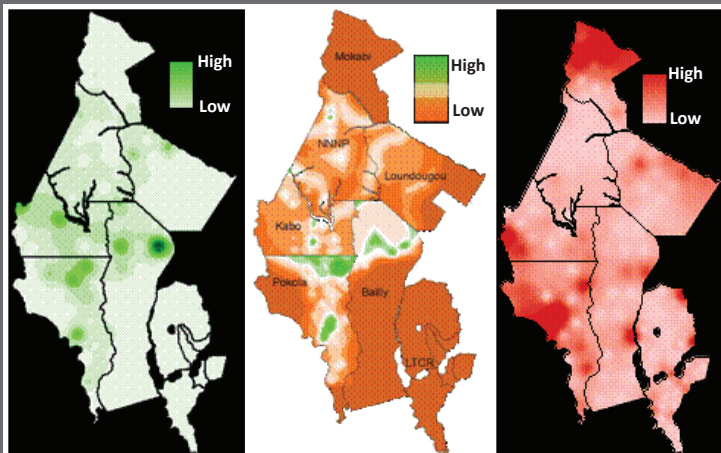 High
Low
Mokabi
High
Low
NNNP
Loundougou
Kabo
Pokola
Bailly
LTCR
High
Low